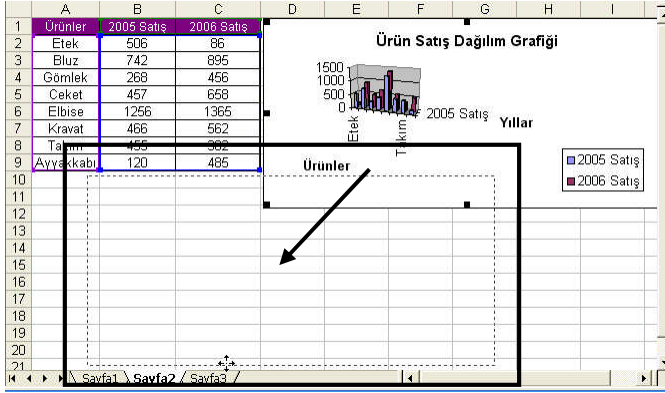 A B C D E F G H I
1 Ürünler 2005 Satış 2006 Satış
2 Etek 506 86
3 Bluz 742 895
4 Gömlek 268 456
5 Ceket 457 658
6 Elbise 1256 1365
7 Kravat 466 562
8 Takım 455 382
9 Ayyakkabı 120 485
10
11
12
13
14
15
16
17
18
19
20
21
Ürün Satış Dağılım Grafiği
1500
1000
500
0
Etek
Takım
2005 Satış
Yıllar
Ürünler
2005 Satış
2006 Satış
Sayfa1 Sayfa2 Sayfa3